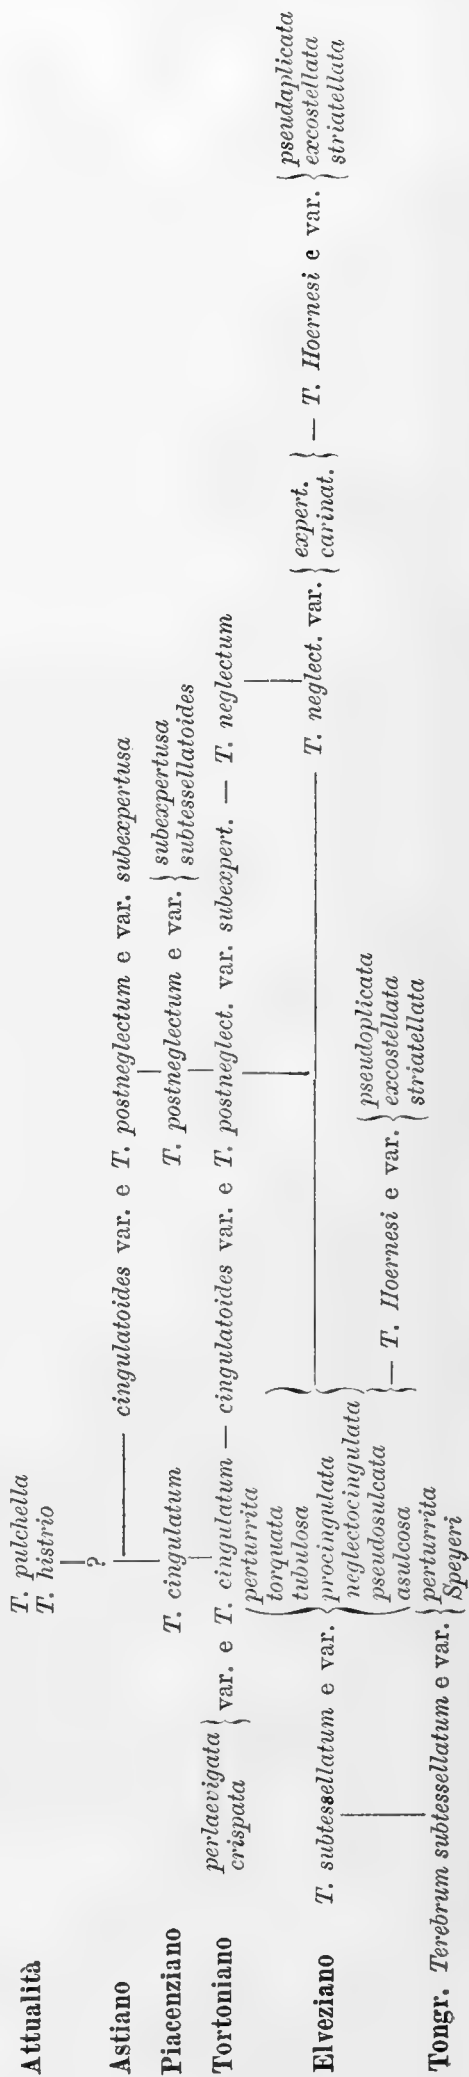 Attualità T. pulchella
T. histrio
?
Astiano cingulatoides var. e T. postneglectum e var. subexpertusa
Piacenziano T. cingulatum T. postneglectum e var. { subexpertusa
subtessellatoides
Tortoniano perlaevigata
crispata } var. e T. cingulatum — cingulatoides var. e T. postneglect. var. subexpert. — T. neglectum
Elveziano T. subtessellatum e var. { perturrita
torquata
tubulosa
procingulata
neglectocingulata
pseudosulcata
asulcosa } T. neglect. var. { expert.
carinat. } — T. Hoernesi e var. { pseudaplicata
excostellata
striatellata
— T. Hoernesi e var. { pseudoplicata
excostellata
striatellata
Tongr. Terebrum subtessellatum e var. { perturrita
Speyeri